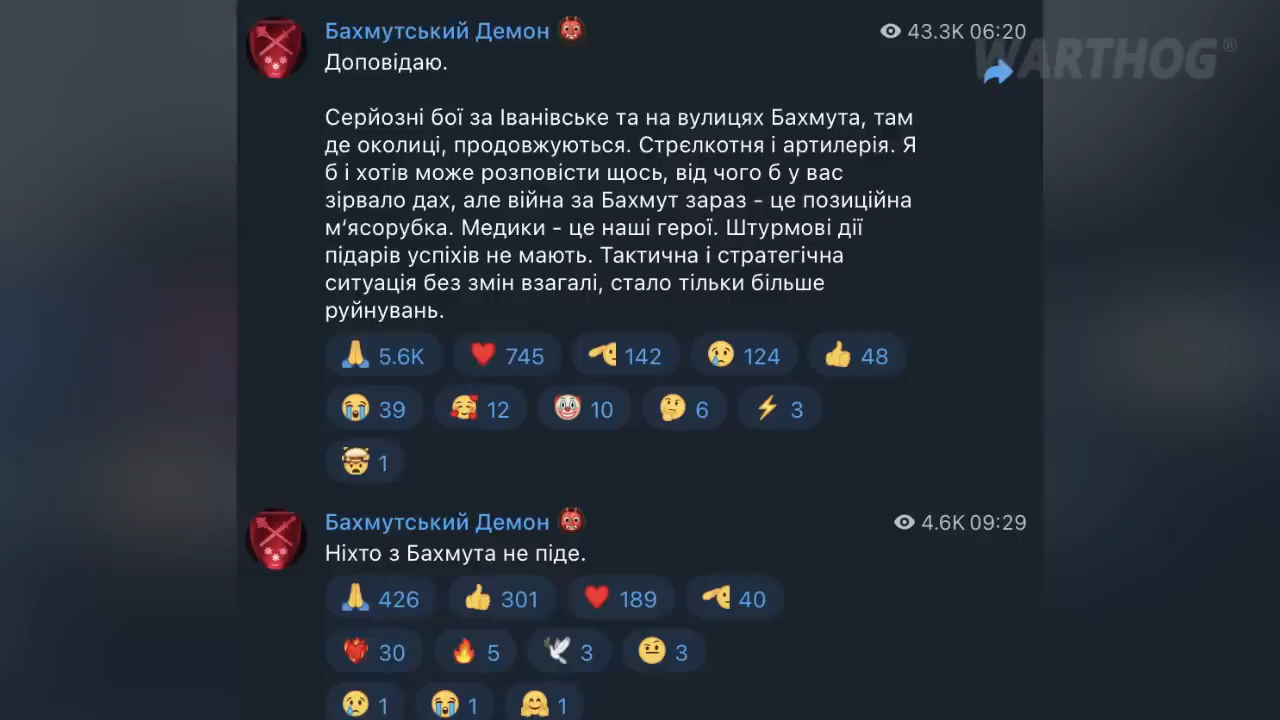 Бахмутський Демон 👹
43.3K 06:20
WARTHOG®
Доповідаю.
Серйозні бої за Іванівське та на вулицях Бахмута, там
де околиці, продовжуються. Стрєлкотня і артилерія. Я
б і хотів може розповісти щось, від чого б у вас
зірвало дах, але війна за Бахмут зараз - це позиційна
м‘ясорубка. Медики - це наші герої. Штурмові дії
підарів успіхів не мають. Тактична і стратегічна
ситуація без змін взагалі, стало тільки більше
руйнувань.
🙏 5.6K ❤️ 745 🫡 142 😢 124 👍 48
😭 39 🥰 12 🤡 10 🤔 6 ⚡ 3
🤯 1
Бахмутський Демон 👹
4.6K 09:29
Ніхто з Бахмута не піде.
🙏 426 👍 301 ❤️ 189 🫡 40
❤️‍🔥 30 🔥 5 🕊 3 🤨 3
😢 1 😭 1 🤗 1